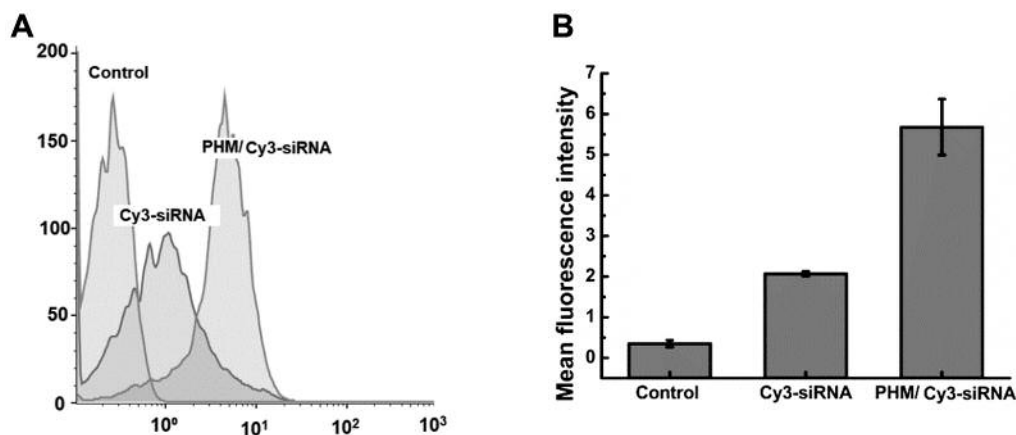 A
200
150
100
50
0
Control
PHM/Cy3-siRNA
Cy3-siRNA
10⁰
10¹
10²
10³
B
Mean fluorescence intensity
7
6
5
4
3
2
1
0
Control
Cy3-siRNA
PHM/Cy3-siRNA